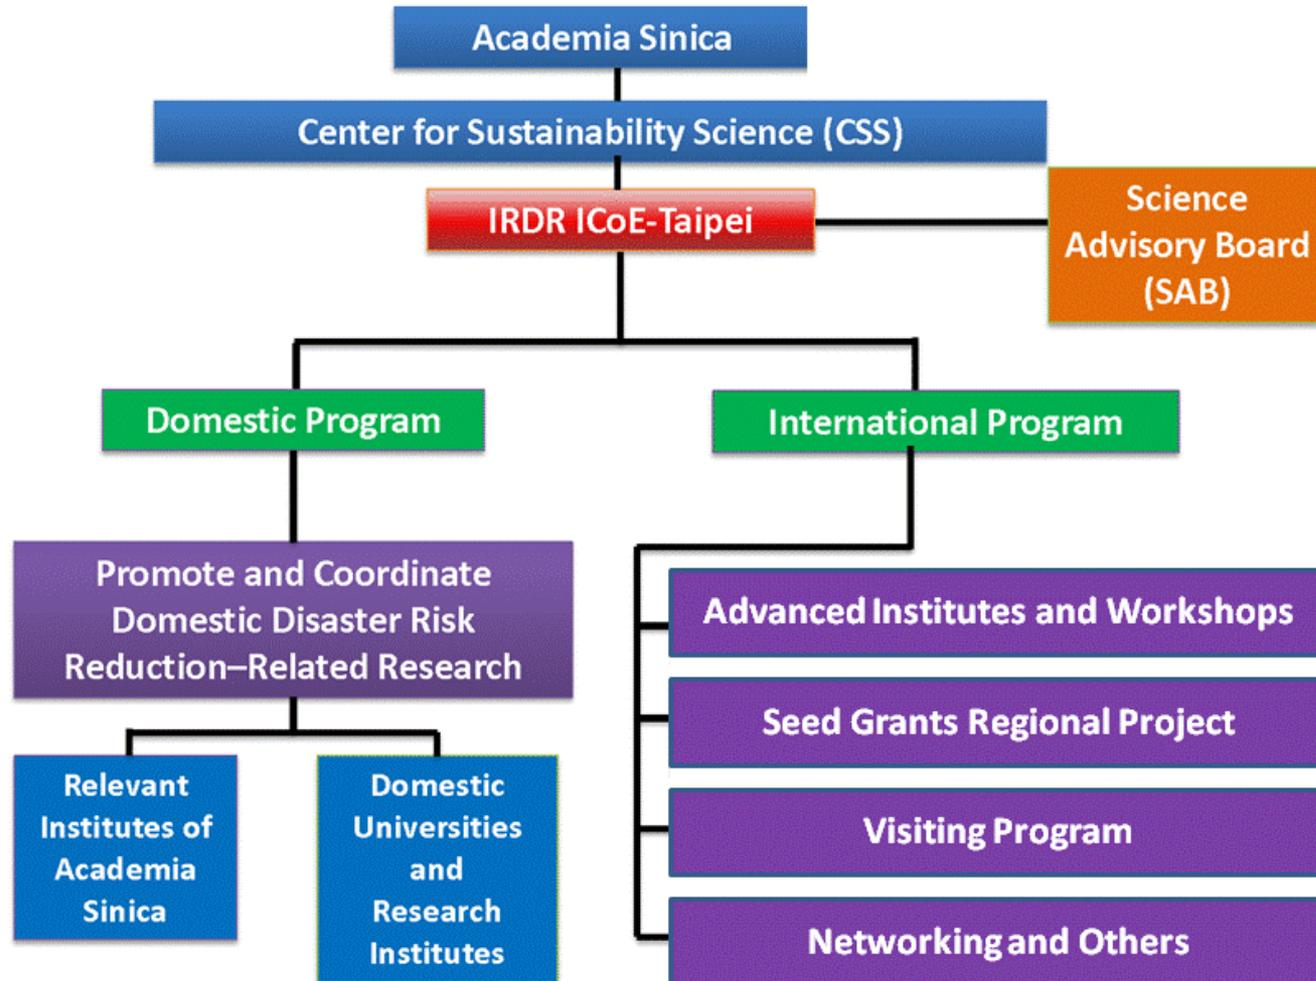 Academia Sinica
Center for Sustainability Science (CSS)
IRDR ICoE-Taipei
Science
Advisory Board
(SAB)
Domestic Program
International Program
Promote and Coordinate
Domestic Disaster Risk
Reduction–Related Research
Relevant
Institutes of
Academia
Sinica
Domestic
Universities
and
Research
Institutes
Advanced Institutes and Workshops
Seed Grants Regional Project
Visiting Program
Networking and Others